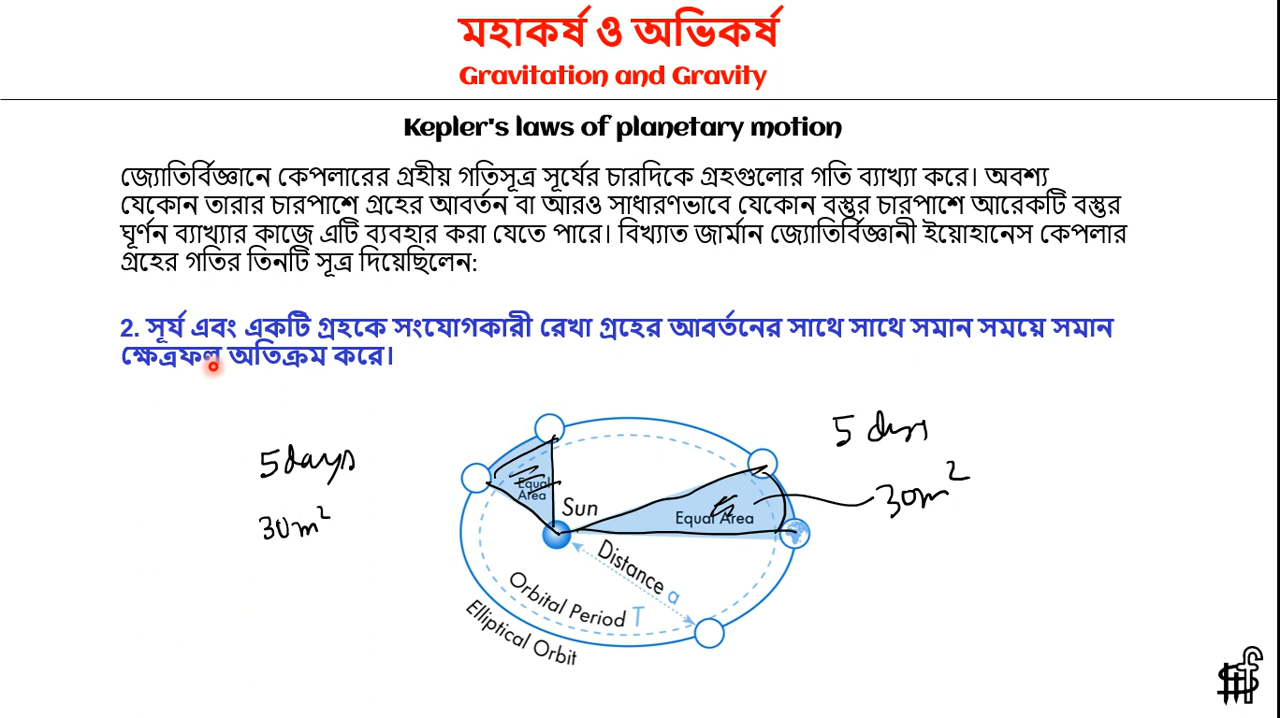 মহাকর্ষ ও অভিকর্ষ
Gravitation and Gravity
Kepler's laws of planetary motion
জ্যোতির্বিজ্ঞানে কেপলারের গ্রহীয় গতিসূত্র সূর্যের চারদিকে গ্রহগুলোর গতি ব্যাখ্যা করে। অবশ্য
যেকোন তারার চারপাশে গ্রহের আবর্তন বা আরও সাধারণভাবে যেকোন বস্তুর চারপাশে আরেকটি বস্তুর
ঘূর্ণন ব্যাখ্যার কাজে এটি ব্যবহার করা যেতে পারে। বিখ্যাত জার্মান জ্যোতির্বিজ্ঞানী ইয়োহানেস কেপলার
গ্রহের গতির তিনটি সূত্র দিয়েছিলেন:
2. সূর্য এবং একটি গ্রহকে সংযোগকারী রেখা গ্রহের আবর্তনের সাথে সাথে সমান সময়ে সমান
ক্ষেত্রফল অতিক্রম করে।
5 days
30m²
5 days
30m²
Equal
Area
Sun
Equal Area
Distance a
Orbital Period T
Elliptical Orbit